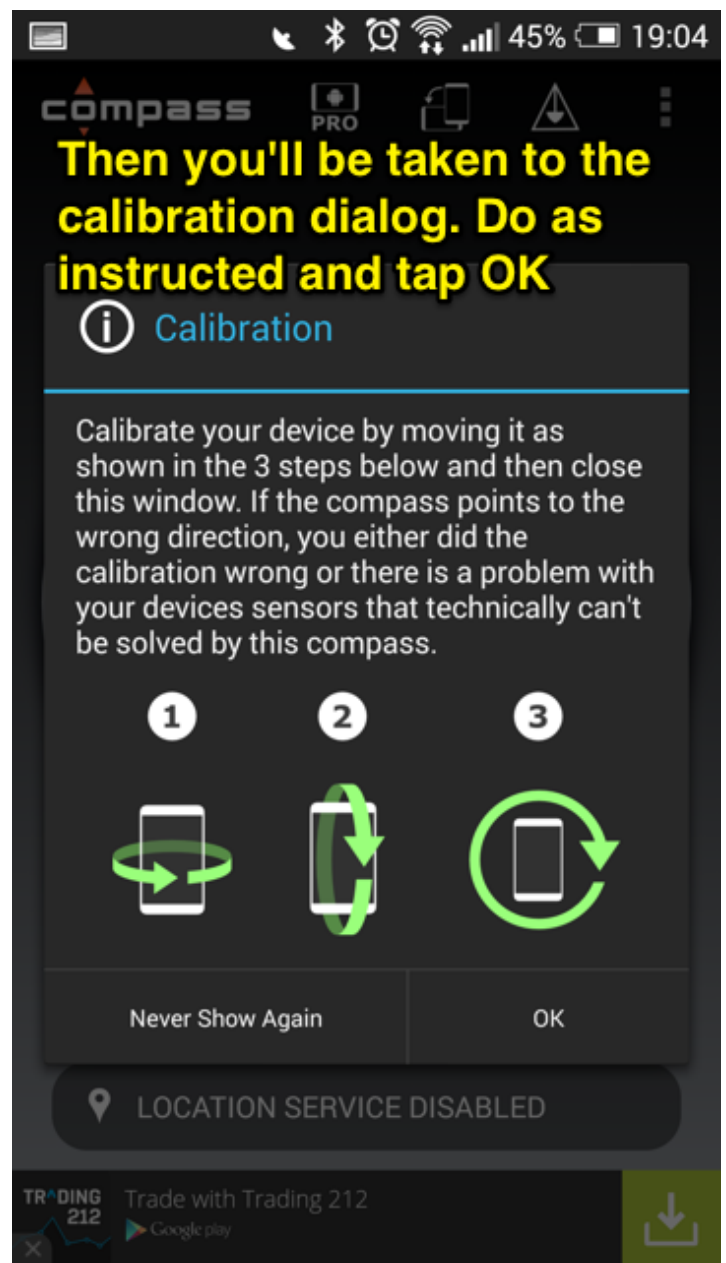 45% 19:04
compass PRO
Then you'll be taken to the
calibration dialog. Do as
instructed and tap OK
Calibration
Calibrate your device by moving it as
shown in the 3 steps below and then close
this window. If the compass points to the
wrong direction, you either did the
calibration wrong or there is a problem with
your devices sensors that technically can't
be solved by this compass.
1 2 3
Never Show Again OK
LOCATION SERVICE DISABLED
TRADING
212
Trade with Trading 212
Google play